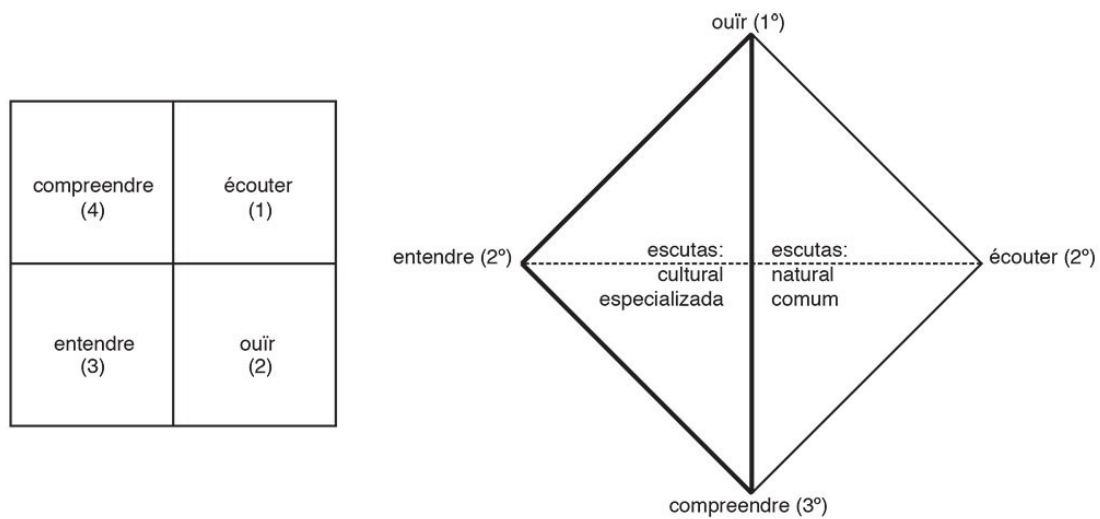 compreendre
(4)
écouter
(1)
entendre
(3)
ouïr
(2)
ouïr (1º)
entendre (2º)
escutas:
cultural
especializada
escutas:
natural
comum
écouter (2º)
compreendre (3º)